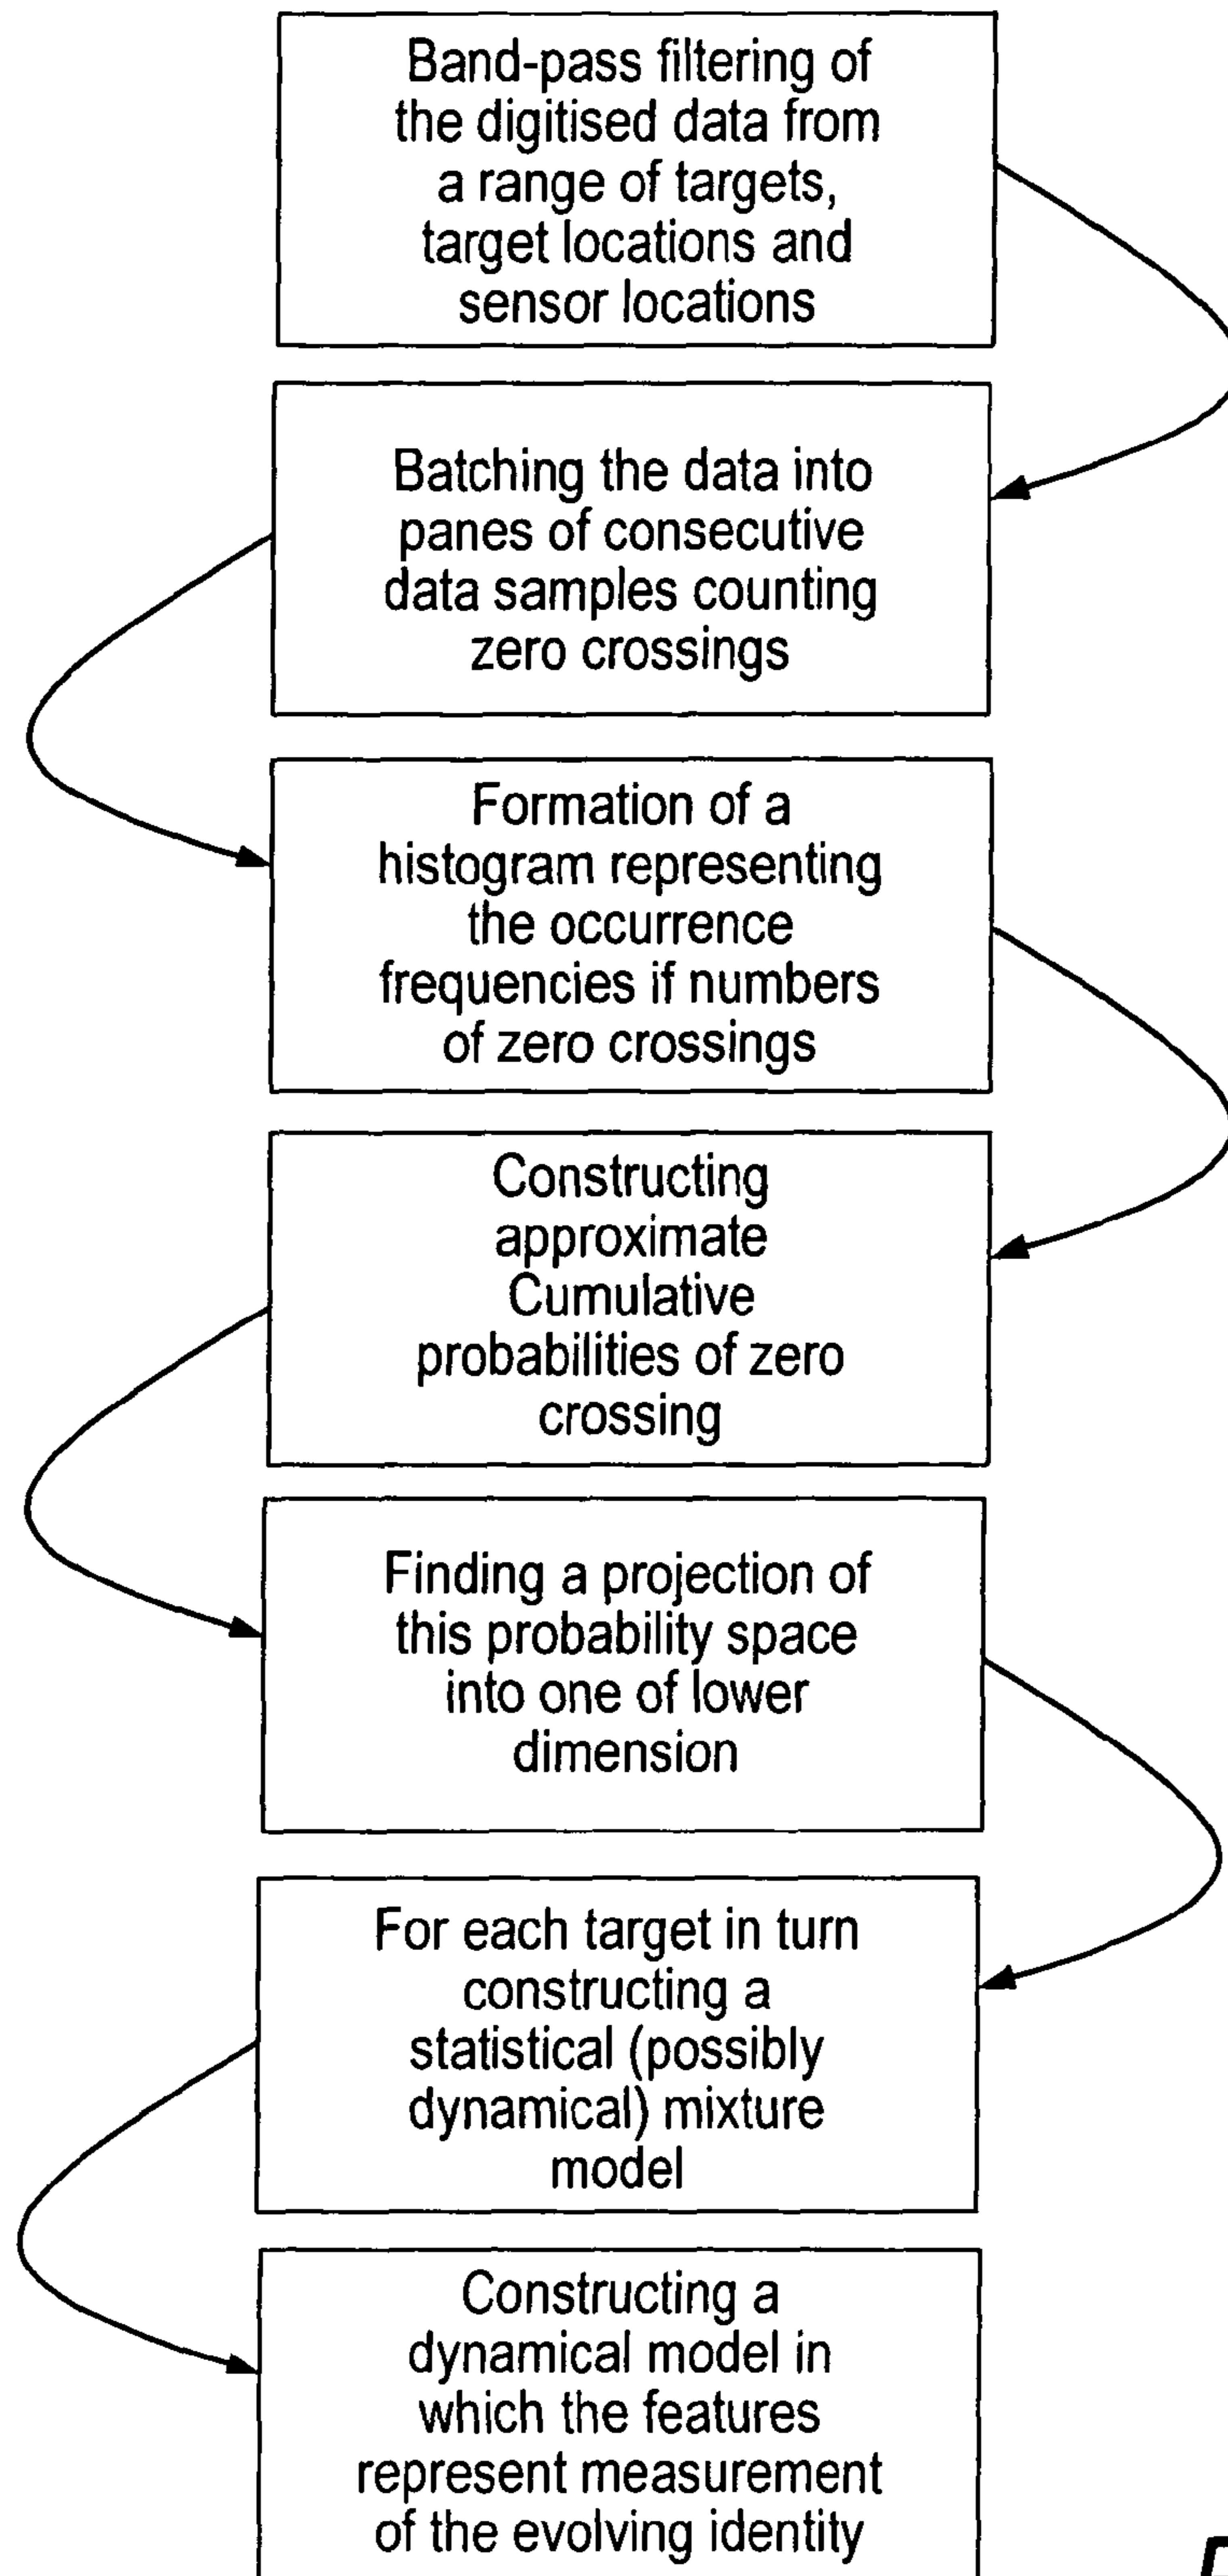 Band-pass filtering of
the digitised data from
a range of targets,
target locations and
sensor locations
Batching the data into
panes of consecutive
data samples counting
zero crossings
Formation of a
histogram representing
the occurrence
frequencies if numbers
of zero crossings
Constructing
approximate
Cumulative
probabilities of zero
crossing
Finding a projection of
this probability space
into one of lower
dimension
For each target in turn
constructing a
statistical (possibly
dynamical) mixture
model
Constructing a
dynamical model in
which the features
represent measurement
of the evolving identity